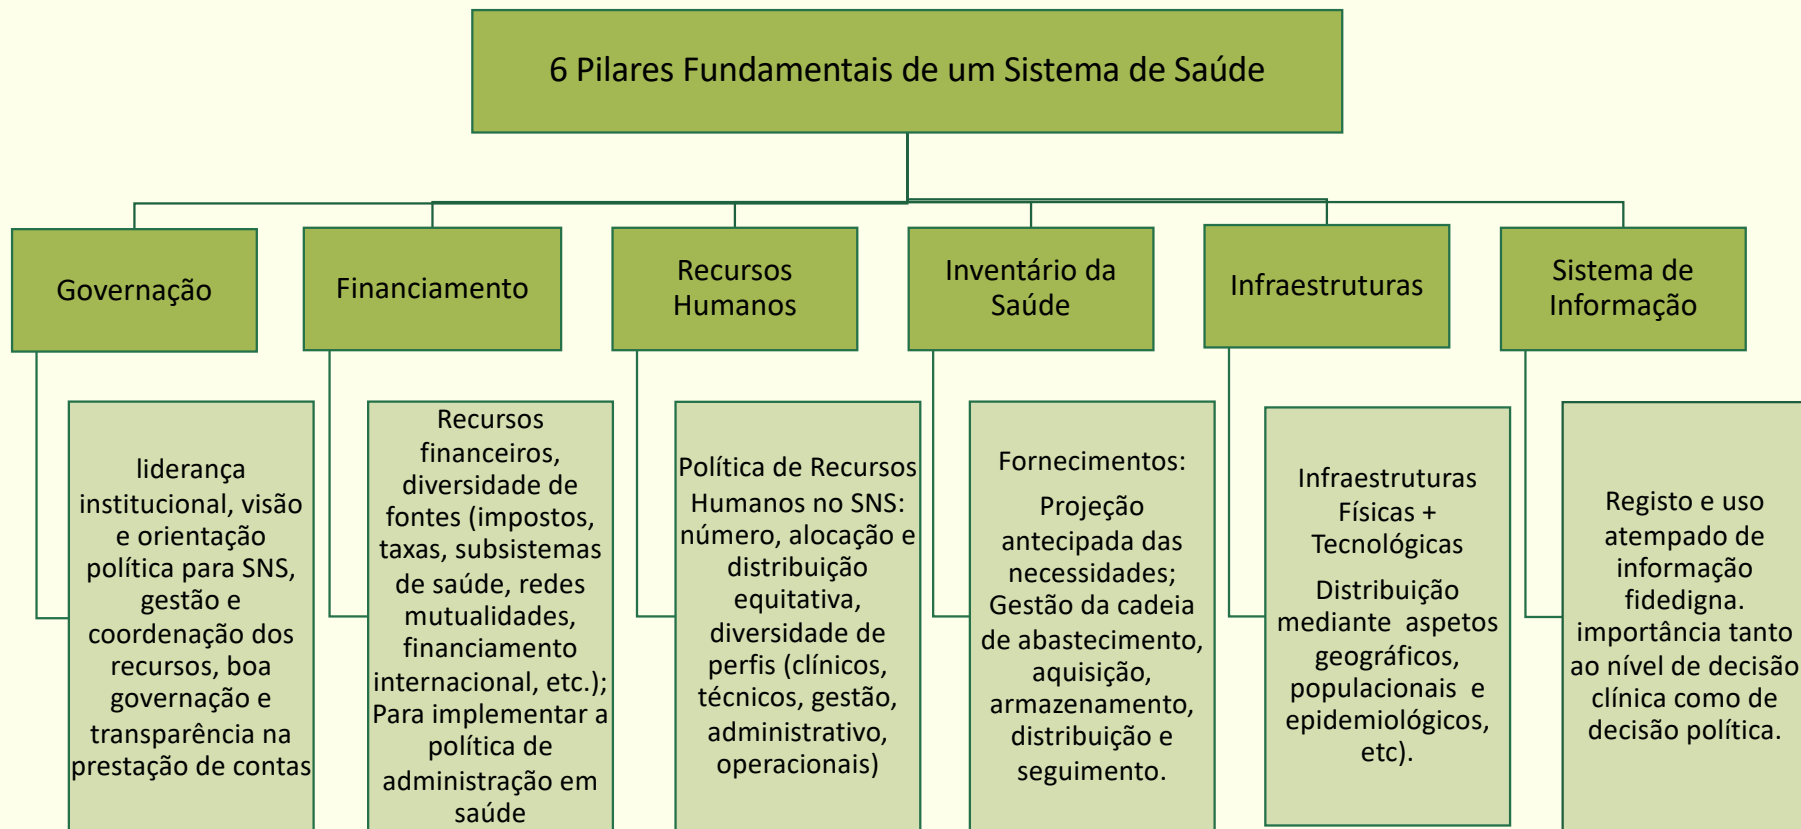 6 Pilares Fundamentais de um Sistema de Saúde
Governação
Financiamento
Recursos
Humanos
Inventário da
Saúde
Infraestruturas
Sistema de
Informação
liderança
institucional, visão
e orientação
política para SNS,
gestão e
coordenação dos
recursos, boa
governação e
transparência na
prestação de contas
Recursos
financeiros,
diversidade de
fontes (impostos,
taxas, subsistemas
de saúde, redes
mutualidades,
financiamento
internacional, etc.);
Para implementar a
política de
administração em
saúde
Política de Recursos
Humanos no SNS:
número, alocação e
distribuição
equitativa,
diversidade de
perfis (clínicos,
técnicos, gestão,
administrativo,
operacionais)
Fornecimentos:
Projeção
antecipada das
necessidades;
Gestão da cadeia
de abastecimento,
aquisição,
armazenamento,
distribuição e
seguimento.
Infraestruturas
Físicas +
Tecnológicas
Distribuição
mediante aspetos
geográficos,
populacionais e
epidemiológicos,
etc).
Registo e uso
atempado de
informação
fidedigna.
importância tanto
ao nível de decisão
clínica como de
decisão política.